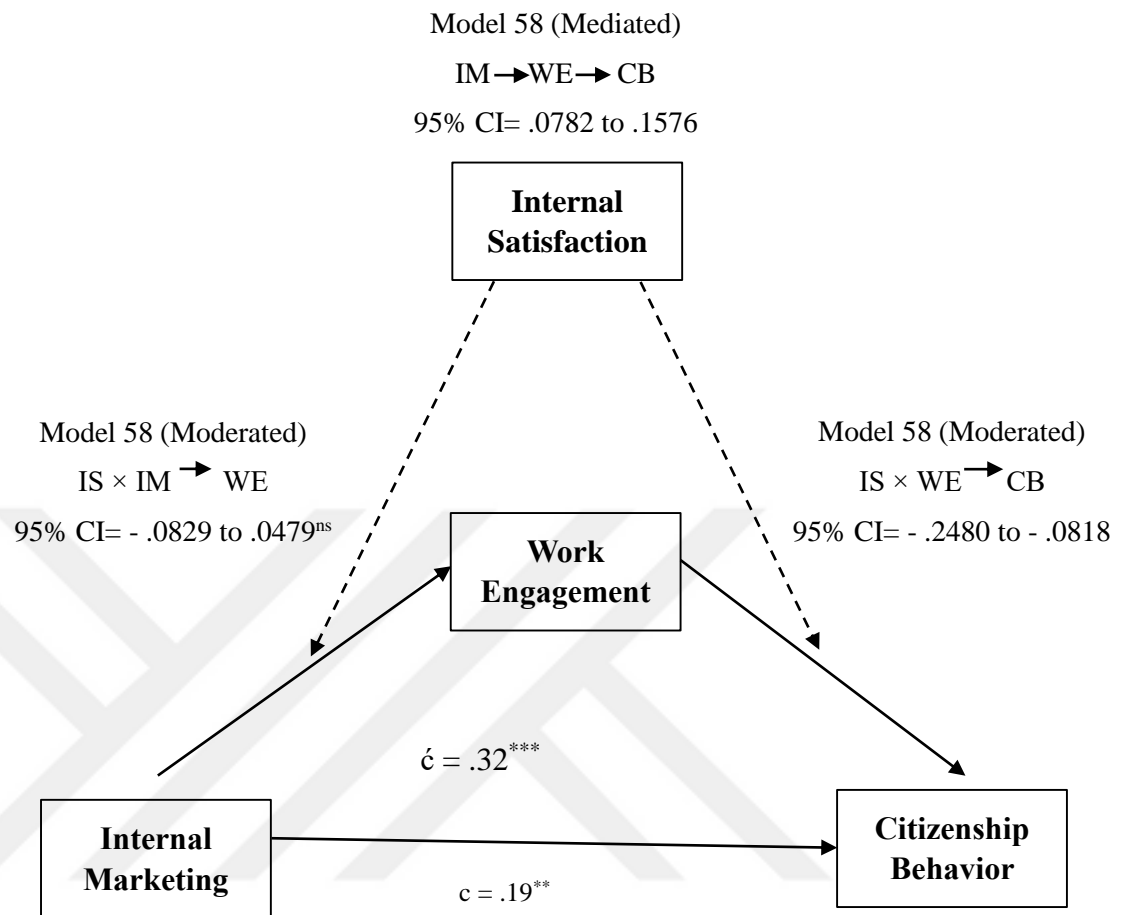 Model 58 (Mediated)
IM → WE → CB
95% CI= .0782 to .1576
Internal
Satisfaction
Model 58 (Moderated)
IS × IM → WE
95% CI= - .0829 to .0479ⁿˢ
Model 58 (Moderated)
IS × WE → CB
95% CI= - .2480 to - .0818
Work
Engagement
ć = .32***
Internal
Marketing
Citizenship
Behavior
c = .19**